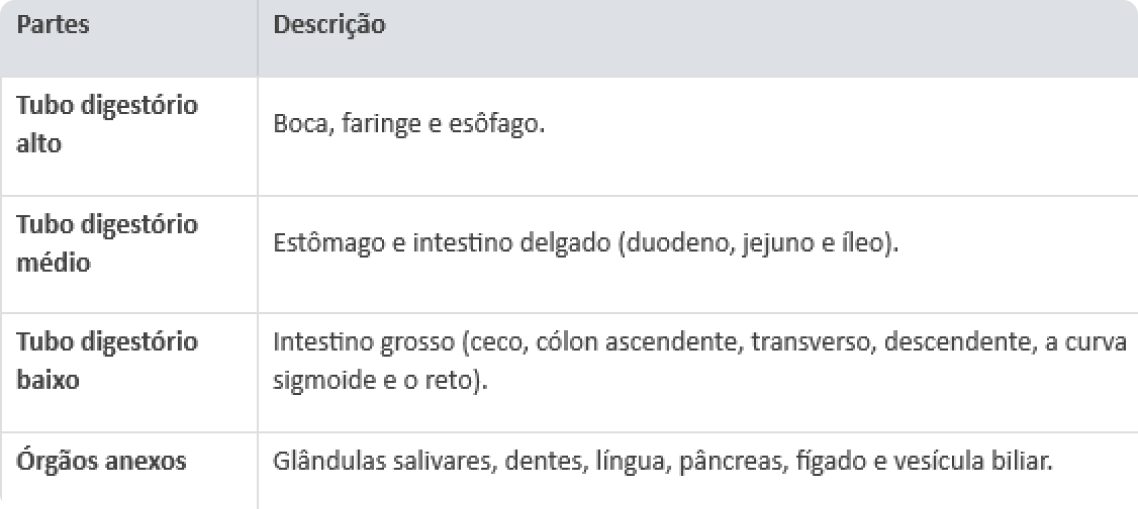 Partes
Descrição
Tubo digestório
alto
Boca, faringe e esôfago.
Tubo digestório
médio
Estômago e intestino delgado (duodeno, jejuno e íleo).
Tubo digestório
baixo
Intestino grosso (ceco, cólon ascendente, transverso, descendente, a curva
sigmoide e o reto).
Órgãos anexos
Glândulas salivares, dentes, língua, pâncreas, fígado e vesícula biliar.